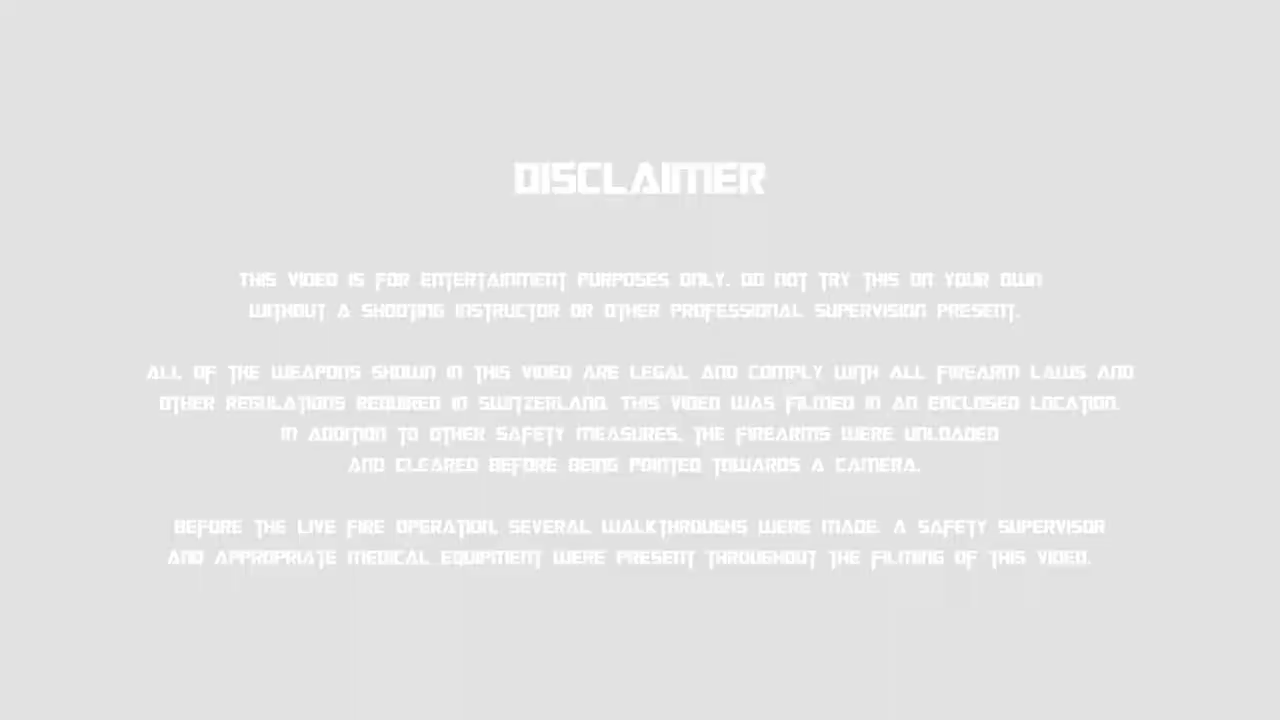 DISCLAIMER
THIS VIDEO IS FOR ENTERTAINMENT PURPOSES ONLY. DO NOT TRY THIS ON YOUR OWN
WITHOUT A SHOOTING INSTRUCTOR OR OTHER PROFESSIONAL SUPERVISION PRESENT.
ALL OF THE WEAPONS SHOWN IN THIS VIDEO ARE LEGAL AND COMPLY WITH ALL FIREARM LAWS AND
OTHER REGULATIONS REQUIRED IN SWITZERLAND. THIS VIDEO WAS FILMED IN AN ENCLOSED LOCATION.
IN ADDITION TO OTHER SAFETY MEASURES, THE FIREARMS WERE UNLOADED
AND CLEARED BEFORE BEING POINTED TOWARDS A CAMERA.
BEFORE THE LIVE FIRE OPERATION, SEVERAL WALKTHROUGHS WERE MADE. A SAFETY SUPERVISOR
AND APPROPRIATE MEDICAL EQUIPMENT WERE PRESENT THROUGHOUT THE FILMING OF THIS VIDEO.